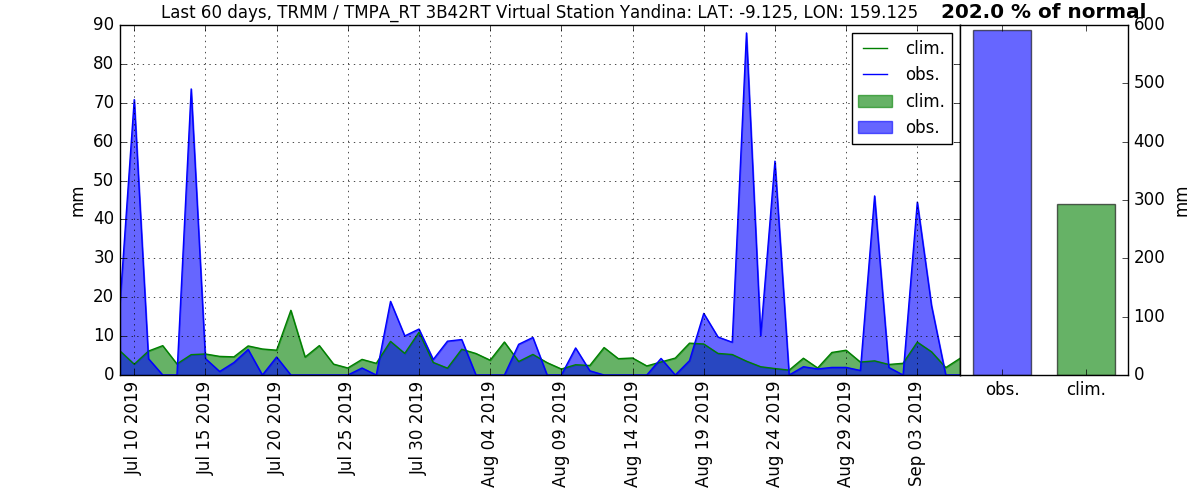 Last 60 days, TRMM / TMPA_RT 3B42RT Virtual Station Yandina: LAT: -9.125, LON: 159.125
202.0 % of normal
90
80
70
60
50
40
30
20
10
0
mm
clim.
obs.
clim.
obs.
Jul 10 2019
Jul 15 2019
Jul 20 2019
Jul 25 2019
Jul 30 2019
Aug 04 2019
Aug 09 2019
Aug 14 2019
Aug 19 2019
Aug 24 2019
Aug 29 2019
Sep 03 2019
600
500
400
300
200
100
0
mm
obs.
clim.